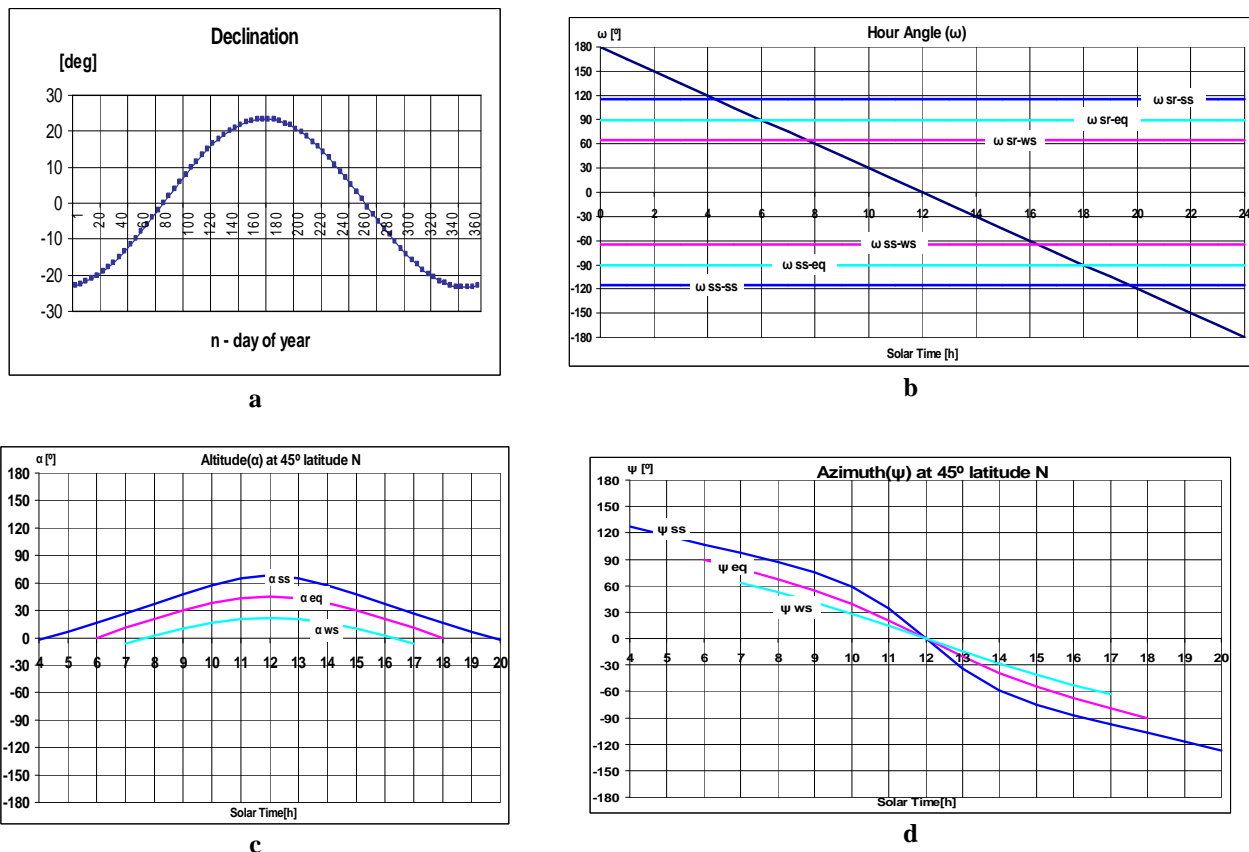 Declination
[deg]
30
20
10
0
-10
-20
-30
1 20 40 60 80 100 120 140 160 180 200 220 240 260 280 300 320 340 360
n - day of year
a
Hour Angle (ω)
ω [º]
180
150
120
90
60
30
0
-30
-60
-90
-120
-150
-180
0 2 4 6 8 10 12 14 16 18 20 22 24
ω sr-ss
ω sr-eq
ω sr-ws
ω ss-ws
ω ss-eq
ω ss-ss
Solar Time [h]
b
Altitude(α) at 45º latitude N
α [º]
180
150
120
90
60
30
0
-30
-60
-90
-120
-150
-180
4 5 6 7 8 9 10 11 12 13 14 15 16 17 18 19 20
α ss
α eq
α ws
Solar Time[h]
c
Azimuth(ψ) at 45º latitude N
ψ [º]
180
150
120
90
60
30
0
-30
-60
-90
-120
-150
-180
4 5 6 7 8 9 10 11 12 13 14 15 16 17 18 19 20
ψ ss
ψ eq
ψ ws
Solar Time[h]
d